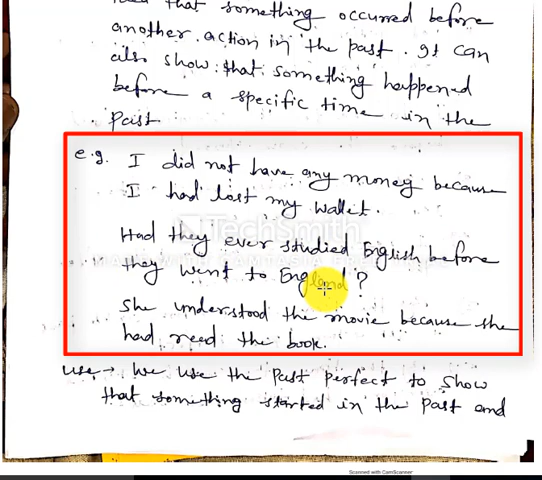 that something occurred before
another action in the past. It can
also show that something happened
before a specific time in the
Past.
e.g. I did not have any money because
I had lost my wallet.
Had they ever studied English before
they went to England?
She understood the movie because she
had read the book.
Use → We use the Past perfect to show
that something started in the past and
TechSmith
Scanned with CamScanner